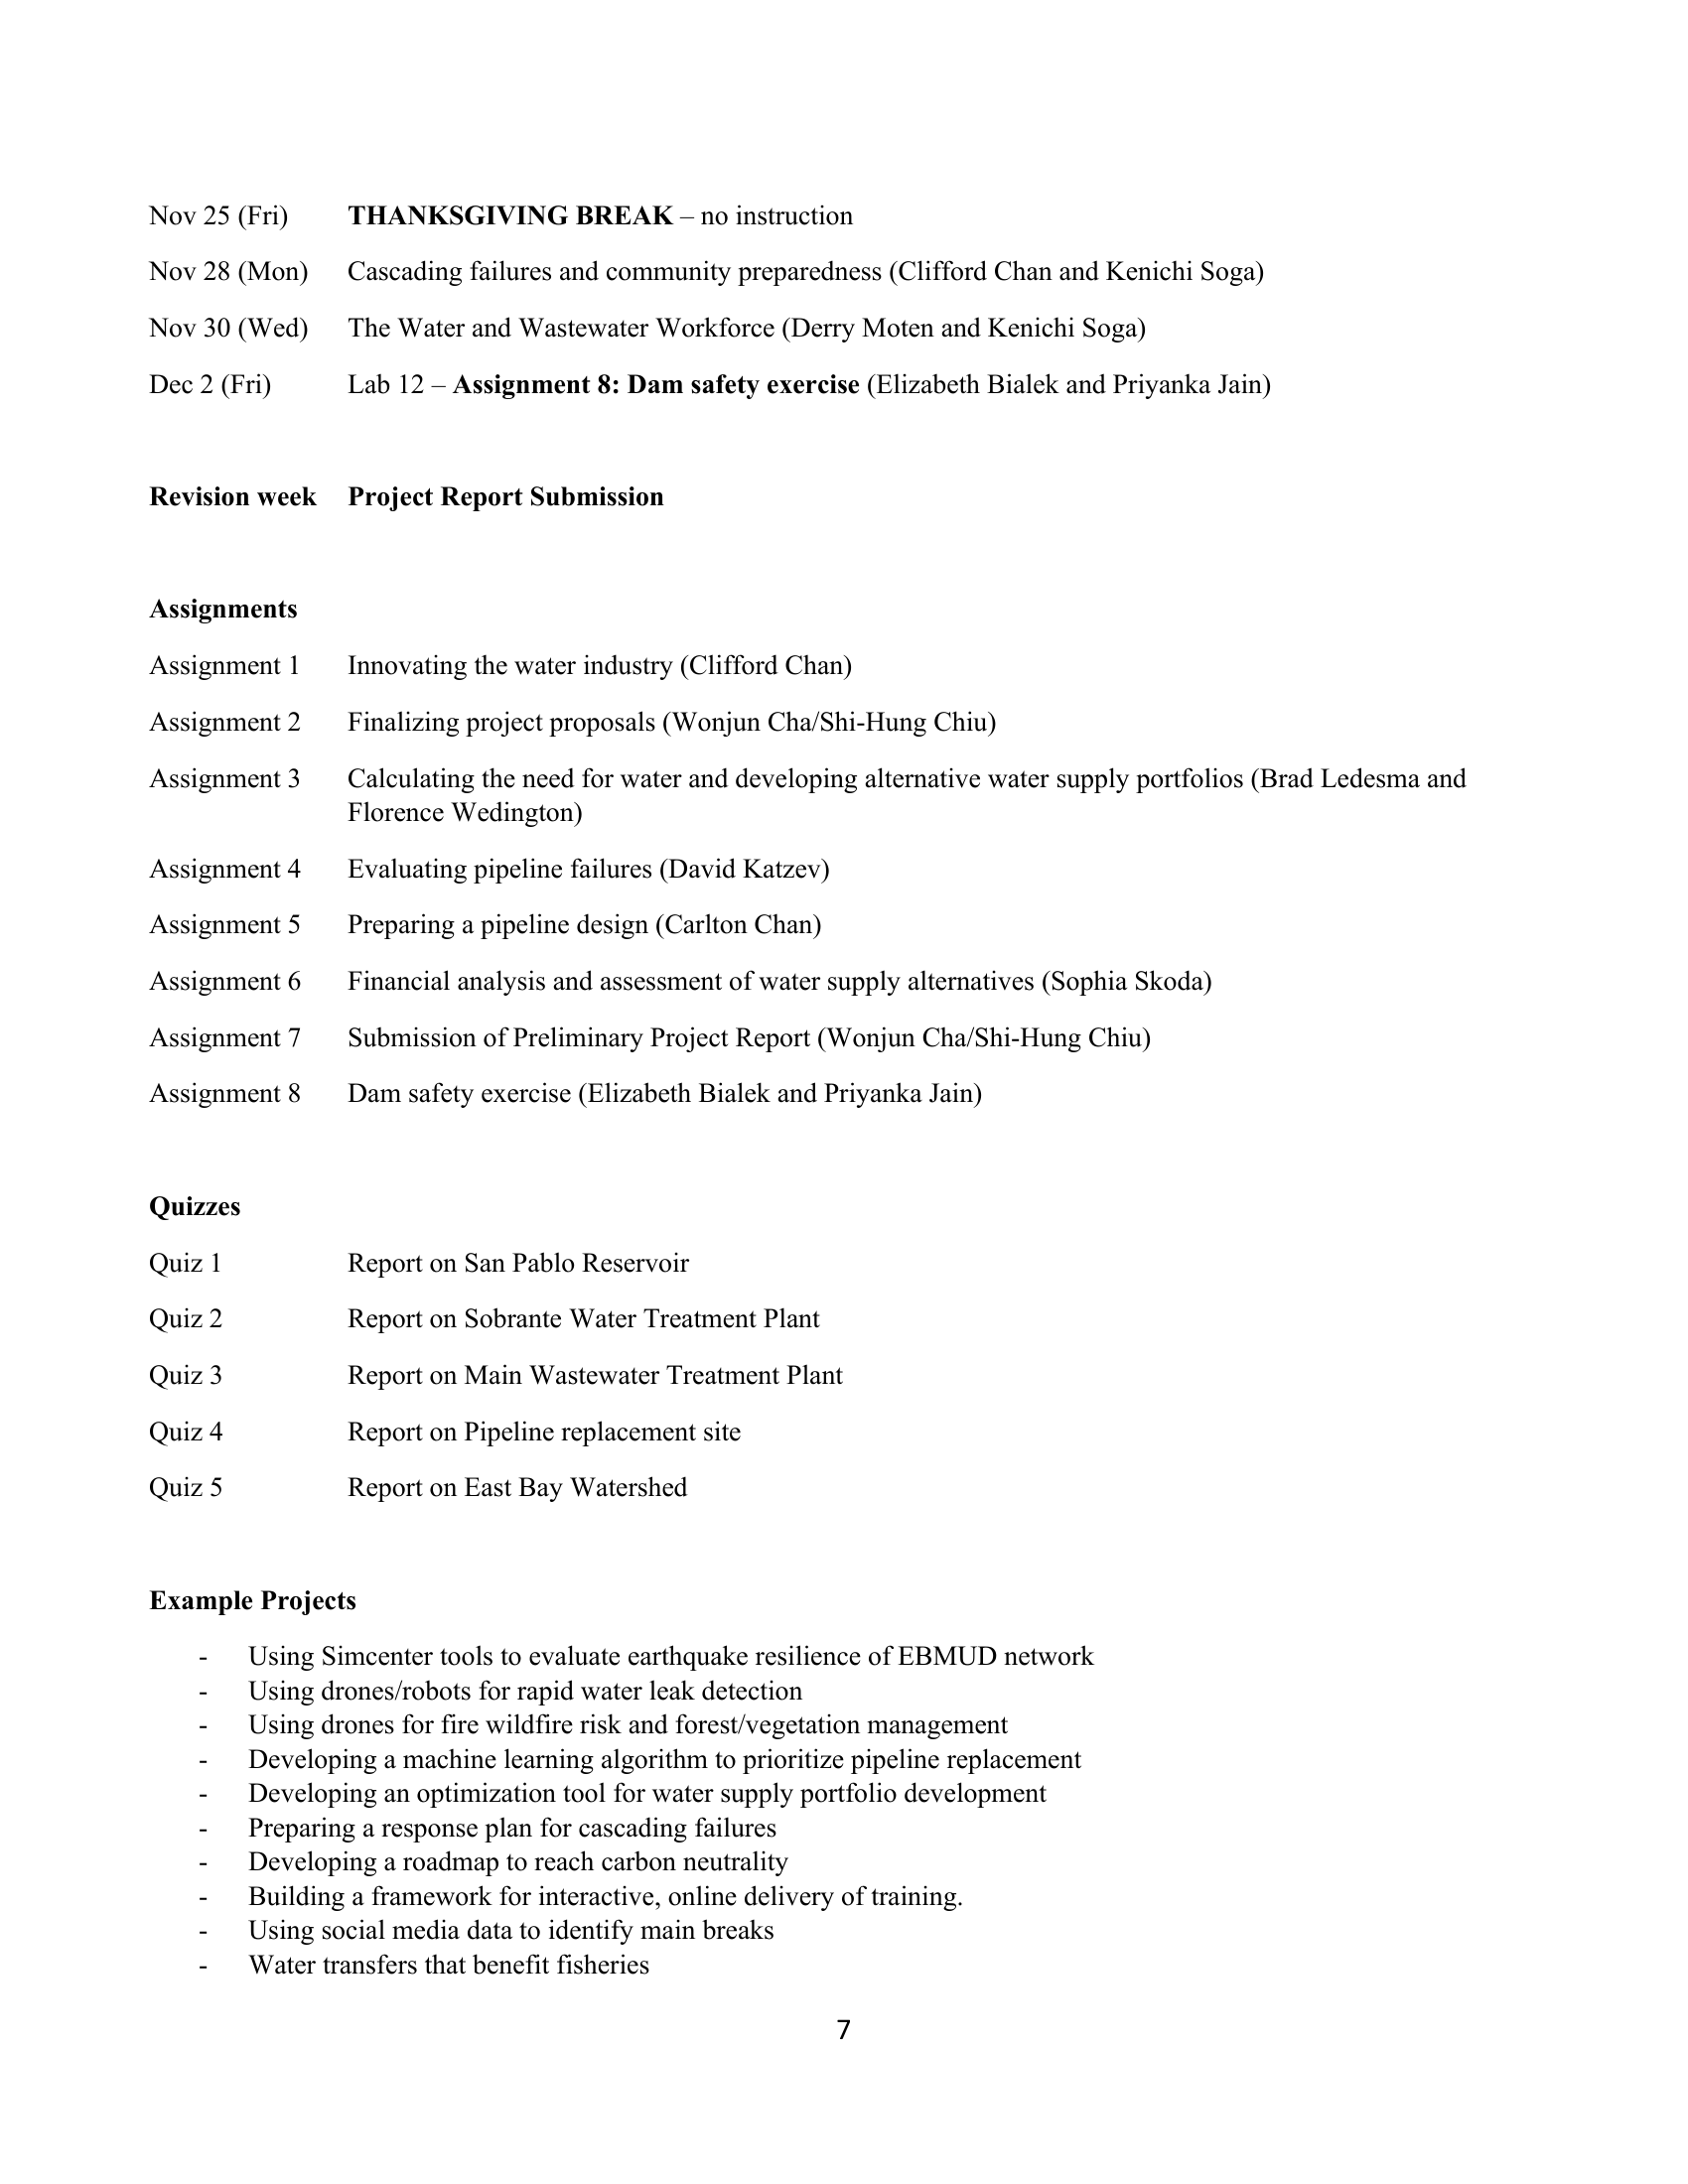 Nov 25 (Fri) THANKSGIVING BREAK – no instruction
Nov 28 (Mon) Cascading failures and community preparedness (Clifford Chan and Kenichi Soga)
Nov 30 (Wed) The Water and Wastewater Workforce (Derry Moten and Kenichi Soga)
Dec 2 (Fri) Lab 12 – Assignment 8: Dam safety exercise (Elizabeth Bialek and Priyanka Jain)
Revision week Project Report Submission
Assignments
Assignment 1 Innovating the water industry (Clifford Chan)
Assignment 2 Finalizing project proposals (Wonjun Cha/Shi-Hung Chiu)
Assignment 3 Calculating the need for water and developing alternative water supply portfolios (Brad Ledesma and
Florence Wedington)
Assignment 4 Evaluating pipeline failures (David Katzev)
Assignment 5 Preparing a pipeline design (Carlton Chan)
Assignment 6 Financial analysis and assessment of water supply alternatives (Sophia Skoda)
Assignment 7 Submission of Preliminary Project Report (Wonjun Cha/Shi-Hung Chiu)
Assignment 8 Dam safety exercise (Elizabeth Bialek and Priyanka Jain)
Quizzes
Quiz 1 Report on San Pablo Reservoir
Quiz 2 Report on Sobrante Water Treatment Plant
Quiz 3 Report on Main Wastewater Treatment Plant
Quiz 4 Report on Pipeline replacement site
Quiz 5 Report on East Bay Watershed
Example Projects
- Using Simcenter tools to evaluate earthquake resilience of EBMUD network
- Using drones/robots for rapid water leak detection
- Using drones for fire wildfire risk and forest/vegetation management
- Developing a machine learning algorithm to prioritize pipeline replacement
- Developing an optimization tool for water supply portfolio development
- Preparing a response plan for cascading failures
- Developing a roadmap to reach carbon neutrality
- Building a framework for interactive, online delivery of training.
- Using social media data to identify main breaks
- Water transfers that benefit fisheries
7